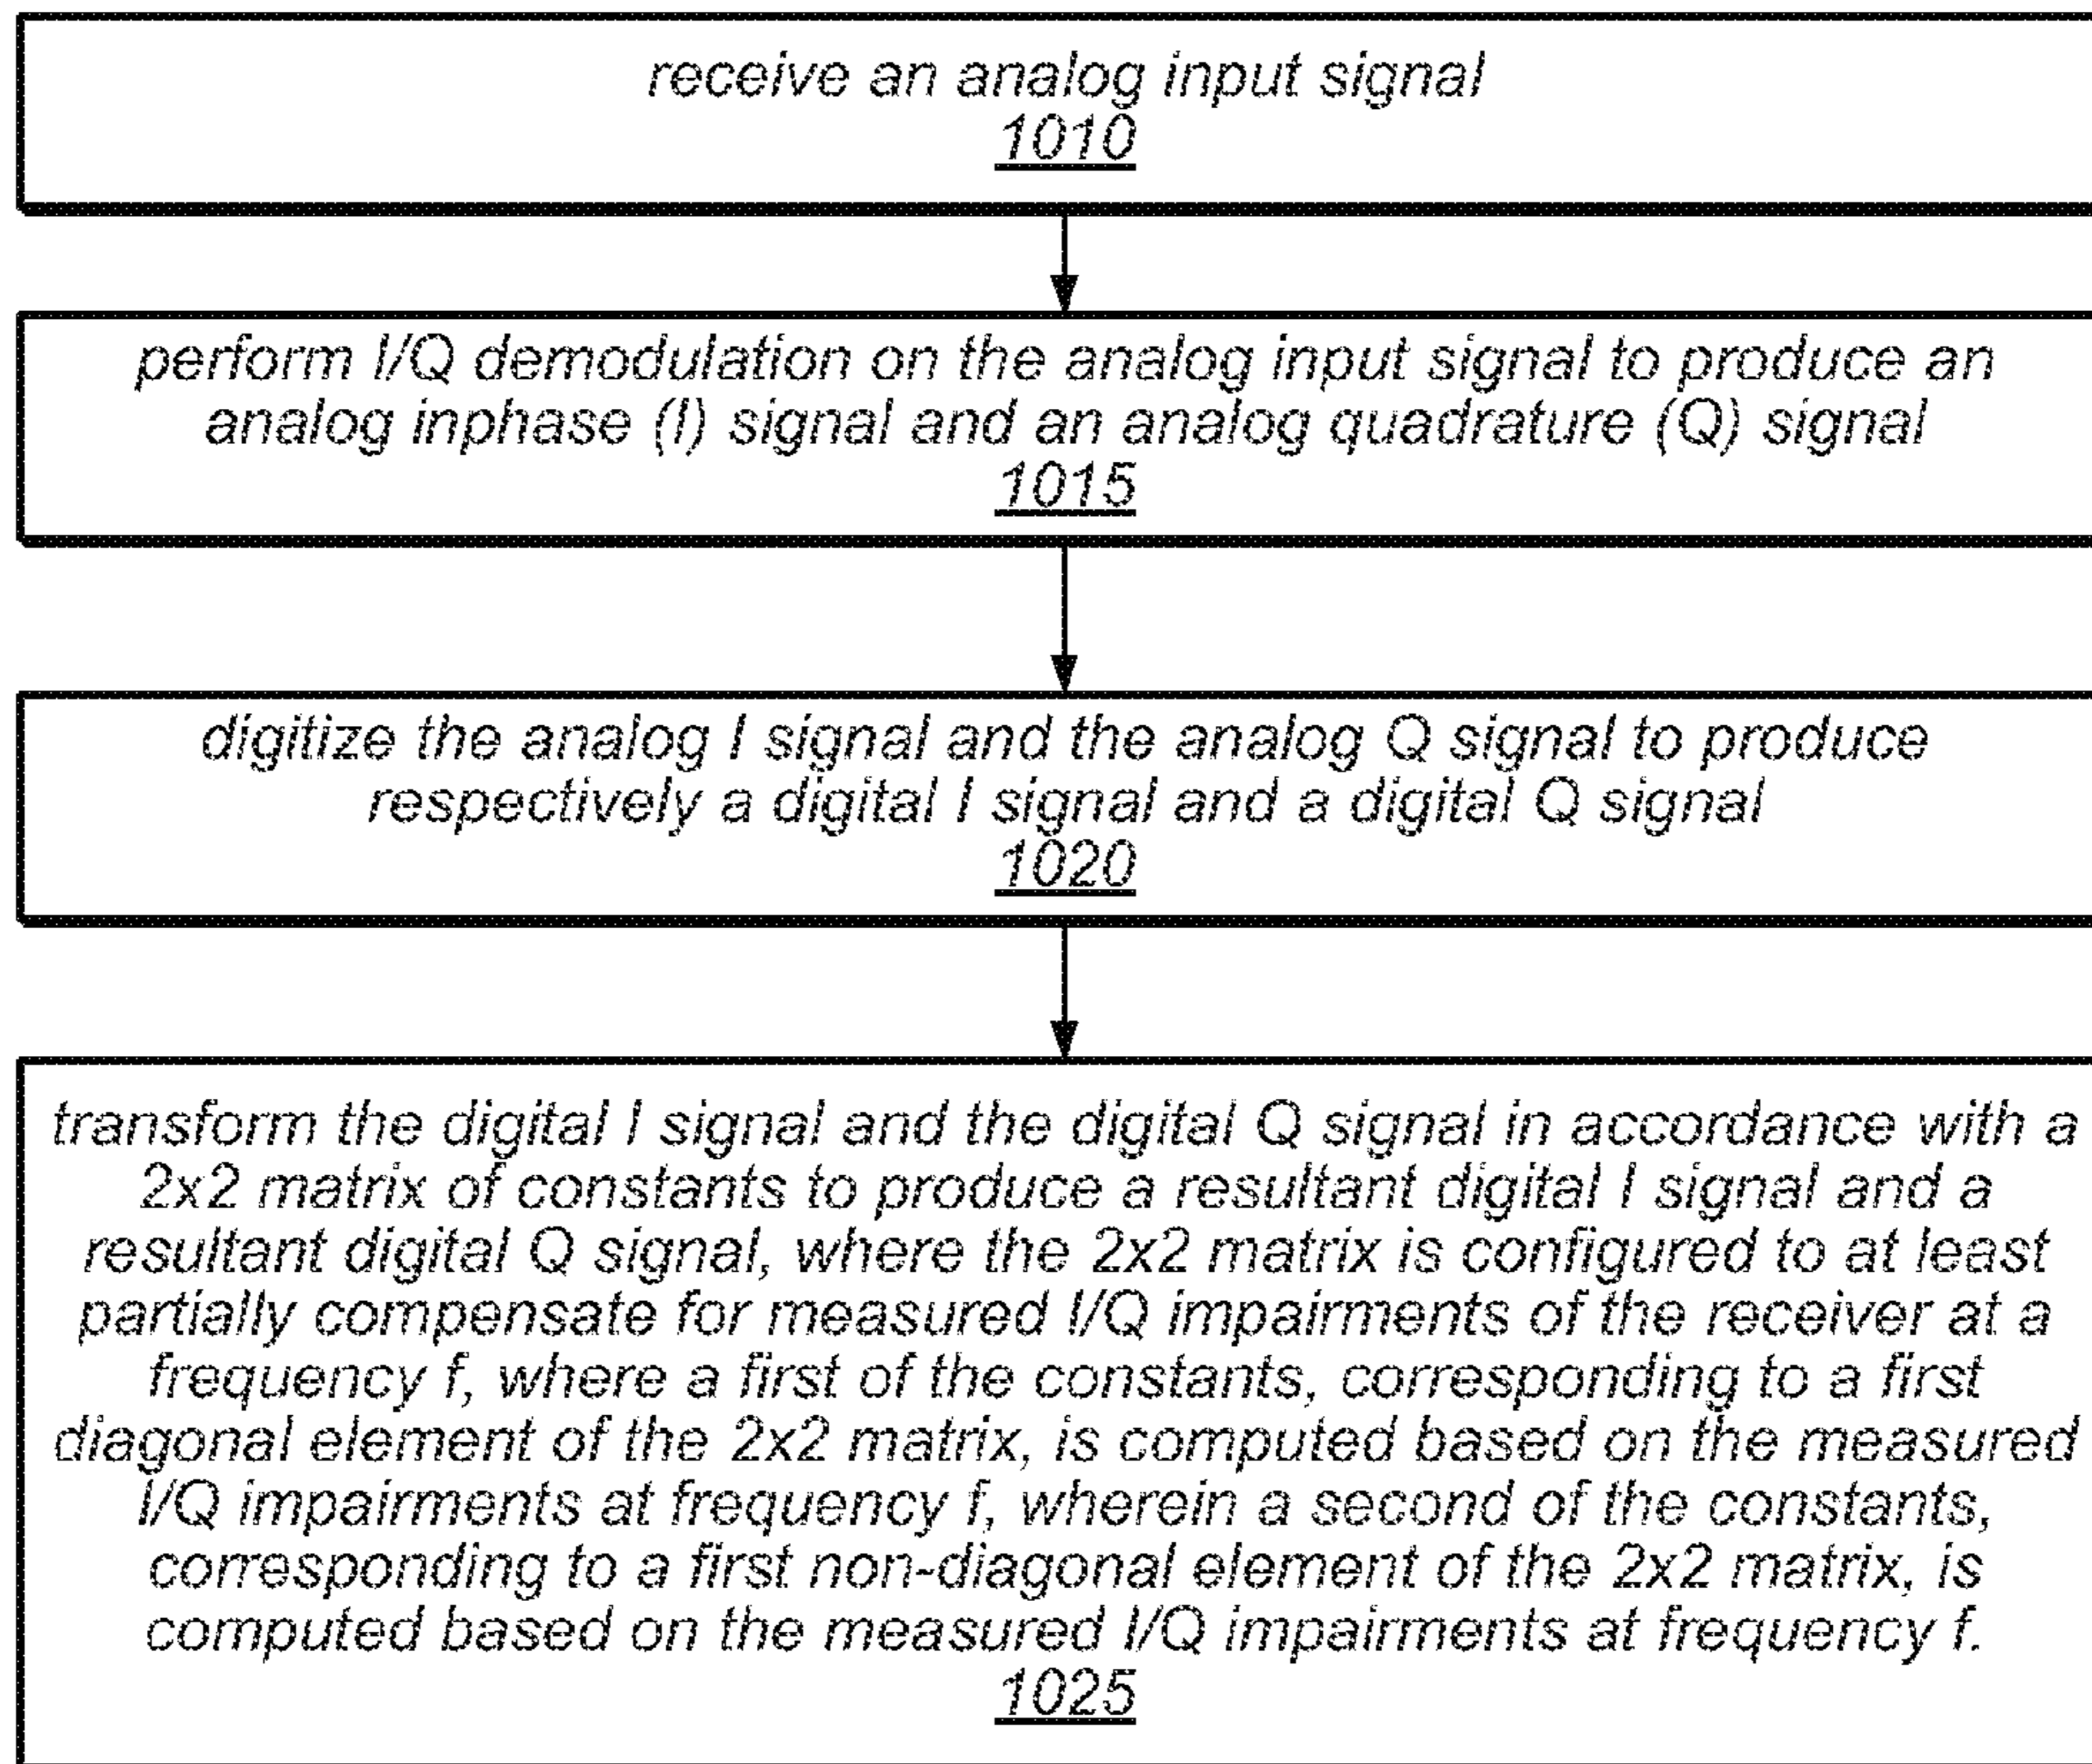 receive an analog input signal
1010
perform I/Q demodulation on the analog input signal to produce an
analog inphase (I) signal and an analog quadrature (Q) signal
1015
digitize the analog I signal and the analog Q signal to produce
respectively a digital I signal and a digital Q signal
1020
transform the digital I signal and the digital Q signal in accordance with a
2x2 matrix of constants to produce a resultant digital I signal and a
resultant digital Q signal, where the 2x2 matrix is configured to at least
partially compensate for measured I/Q impairments of the receiver at a
frequency f, where a first of the constants, corresponding to a first
diagonal element of the 2x2 matrix, is computed based on the measured
I/Q impairments at frequency f, wherein a second of the constants,
corresponding to a first non-diagonal element of the 2x2 matrix, is
computed based on the measured I/Q impairments at frequency f.
1025